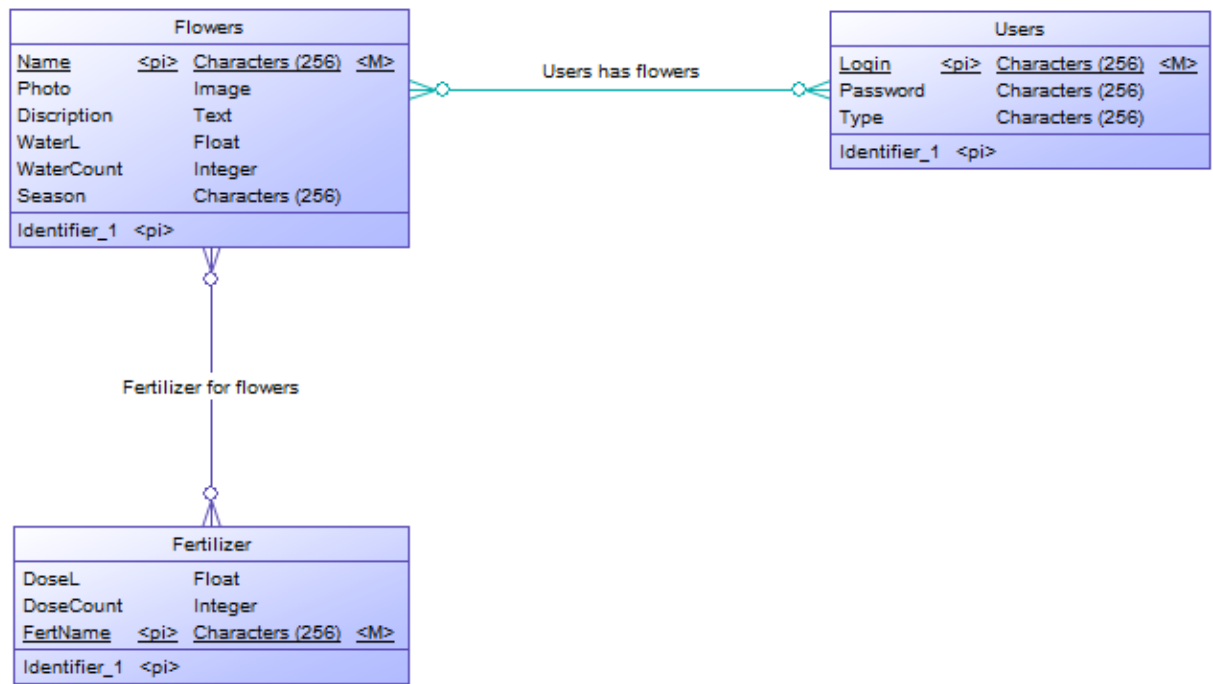 Flowers
Name <pi> Characters (256) <M>
Photo Image
Discription Text
WaterL Float
WaterCount Integer
Season Characters (256)
Identifier_1 <pi>
Users has flowers
Users
Login <pi> Characters (256) <M>
Password Characters (256)
Type Characters (256)
Identifier_1 <pi>
Fertilizer for flowers
Fertilizer
DoseL Float
DoseCount Integer
FertName <pi> Characters (256) <M>
Identifier_1 <pi>